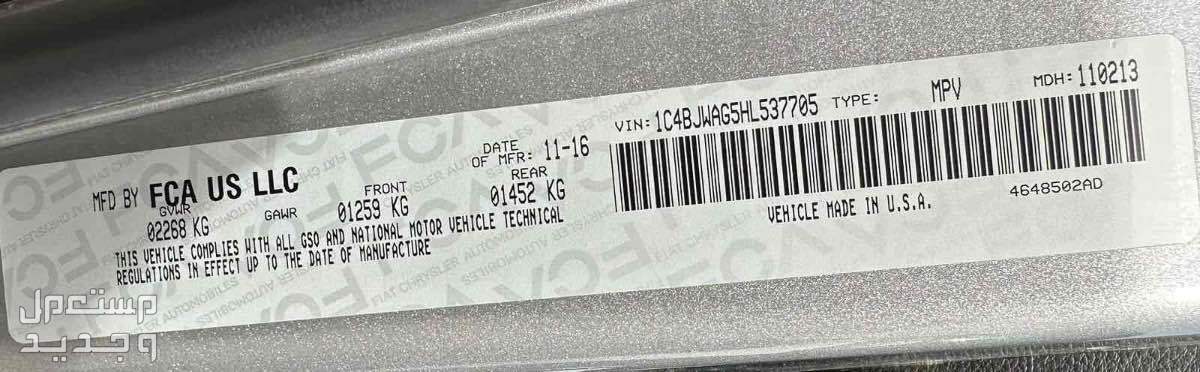 MFD BY FCA US LLC
DATE
OF MFR: 11-16
GVWR
02268 KG
GAWR
FRONT
01259 KG
REAR
01452 KG
THIS VEHICLE COMPLIES WITH ALL GSO AND NATIONAL MOTOR VEHICLE TECHNICAL
REGULATIONS IN EFFECT UP TO THE DATE OF MANUFACTURE
VIN: 1C4BJWAG5HL537705 TYPE: MPV MDH: 110213
VEHICLE MADE IN U.S.A.
4648502AD
مستعمل
وجديد